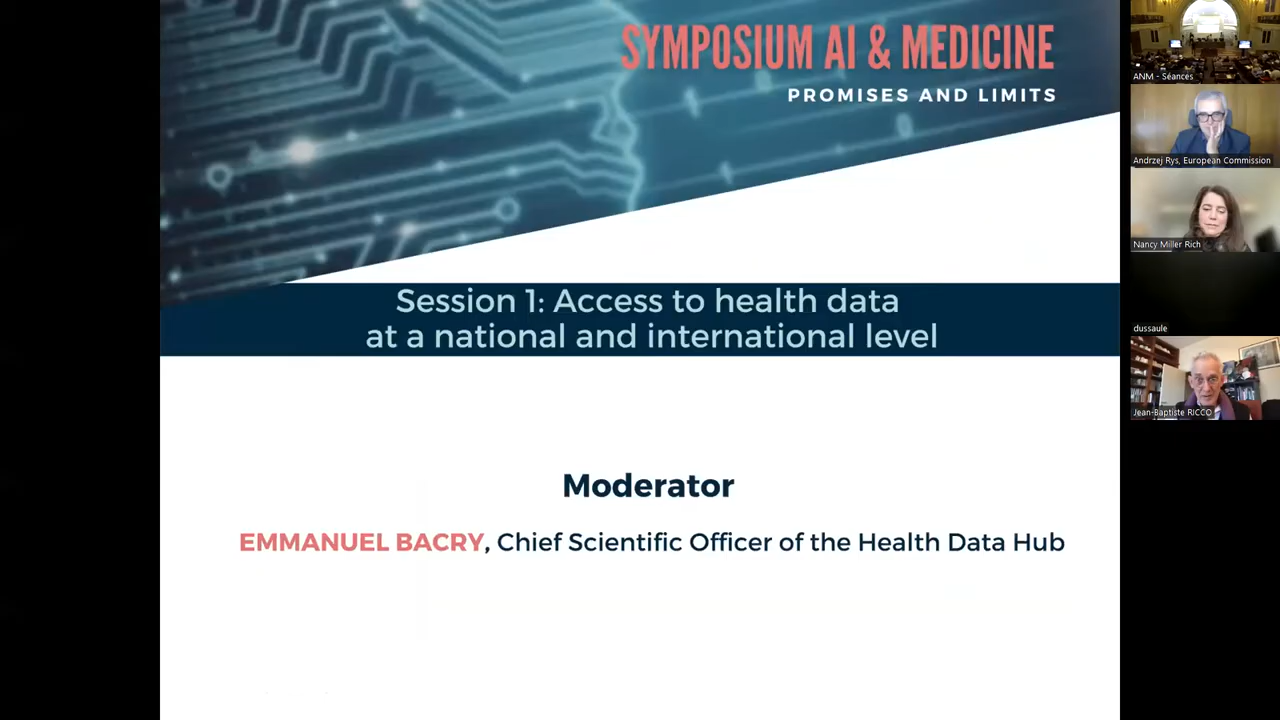 SYMPOSIUM AI & MEDICINE
PROMISES AND LIMITS
Session 1: Access to health data
at a national and international level
Moderator
EMMANUEL BACRY, Chief Scientific Officer of the Health Data Hub
ANM - Séances
Andrzej Rys, European Commission
Nancy Miller Rich
dussaule
Jean-Baptiste RICCO